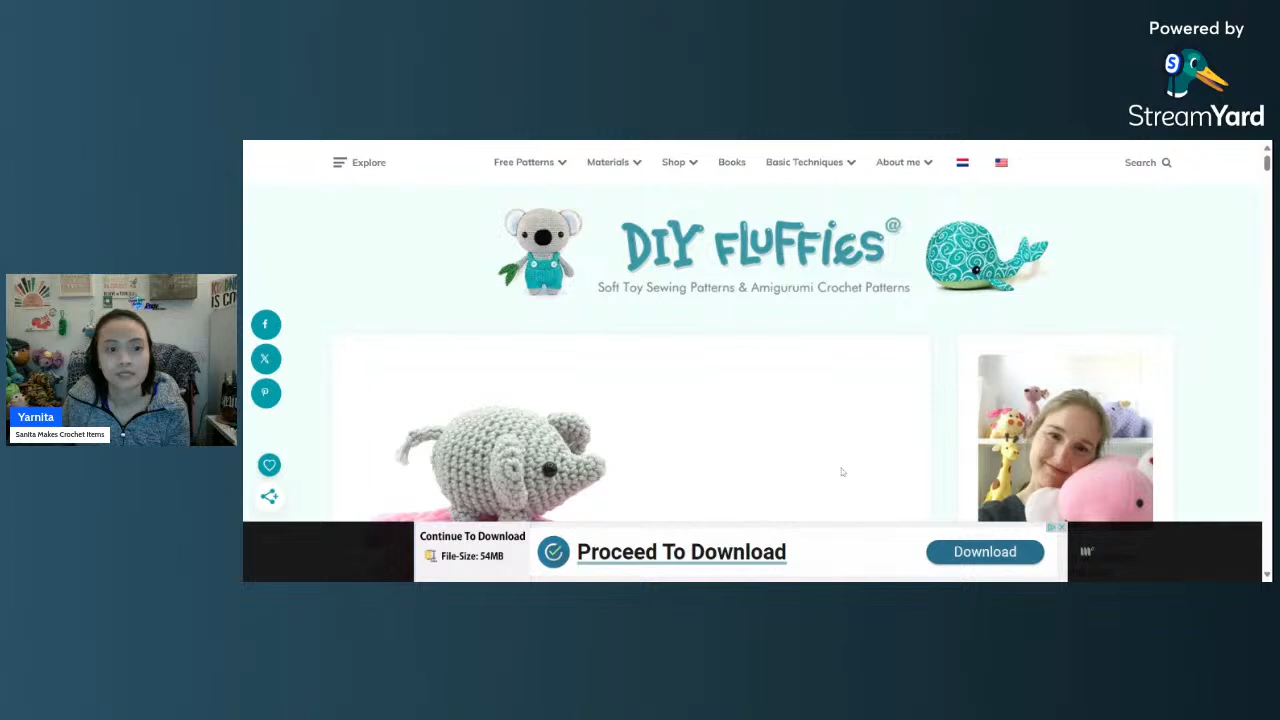 Powered by
StreamYard
Explore
Free Patterns
Materials
Shop
Books
Basic Techniques
About me
Search
DIY FLUFFIES @
Soft Toy Sewing Patterns & Amigurumi Crochet Patterns
Yarnita
Sanita Makes Crochet Items
Continue To Download
File-Size: 54MB
Proceed To Download
Download